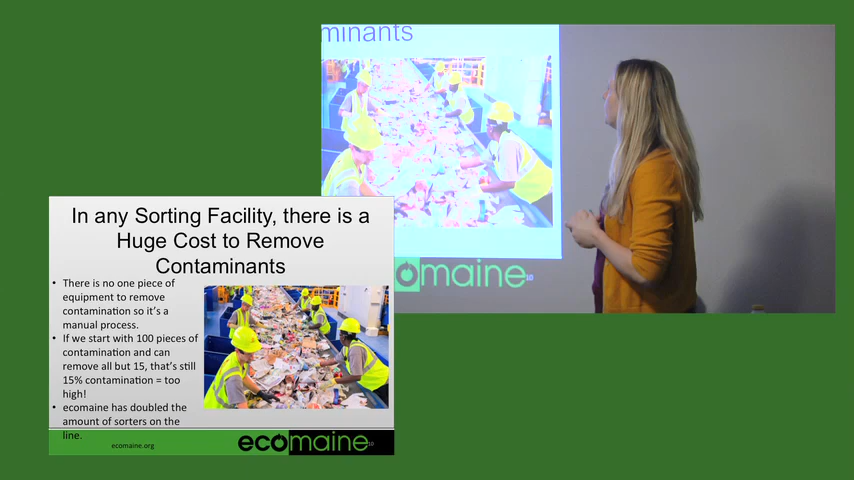 minants
ecomaine
10
In any Sorting Facility, there is a
Huge Cost to Remove
Contaminants
• There is no one piece of
equipment to remove
contamination so it's a
manual process.
• If we start with 100 pieces of
contamination and can
remove all but 15, that's still
15% contamination = too
high!
• ecomaine has doubled the
amount of sorters on the
line.
ecomaine.org
ecomaine
10